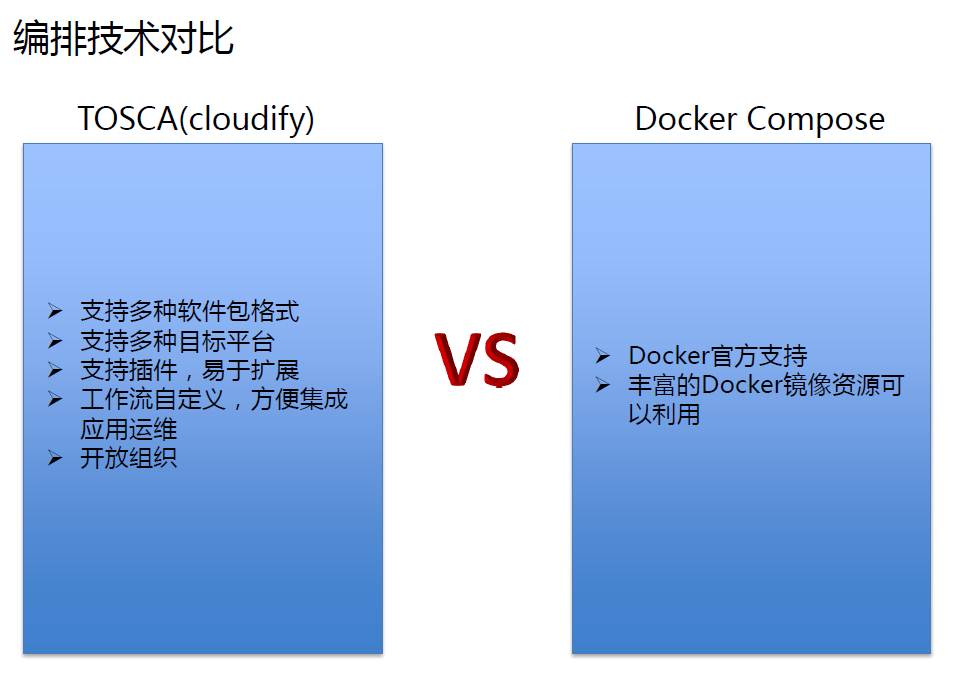 编排技术对比
TOSCA(cloudify)
支持多种软件包格式
支持多种目标平台
支持插件，易于扩展
工作流自定义，方便集成
应用运维
开放组织
VS
Docker Compose
Docker官方支持
丰富的Docker镜像资源可
以利用